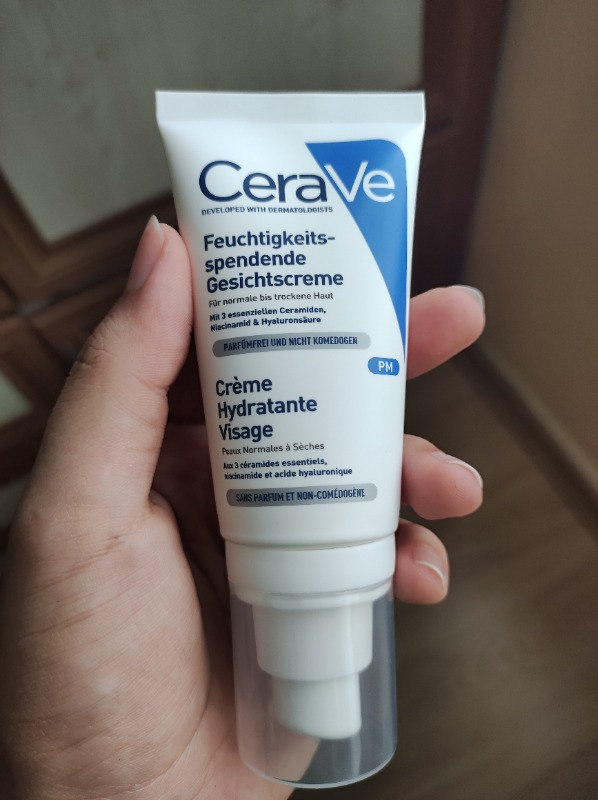 CeraVe
DEVELOPED WITH DERMATOLOGISTS
Feuchtigkeits-
spendende
Gesichtscreme
Für normale bis trockene Haut
Mit 3 essenziellen Ceramiden,
Niacinamid & Hyaluronsäure
PARFÜMFREI UND NICHT KOMEDOGEN
PM
Crème
Hydratante
Visage
Peaux Normales à Sèches
Aux 3 céramides essentiels,
niacinamide et acide hyaluronique
SANS PARFUM ET NON-COMÉDOGÈNE